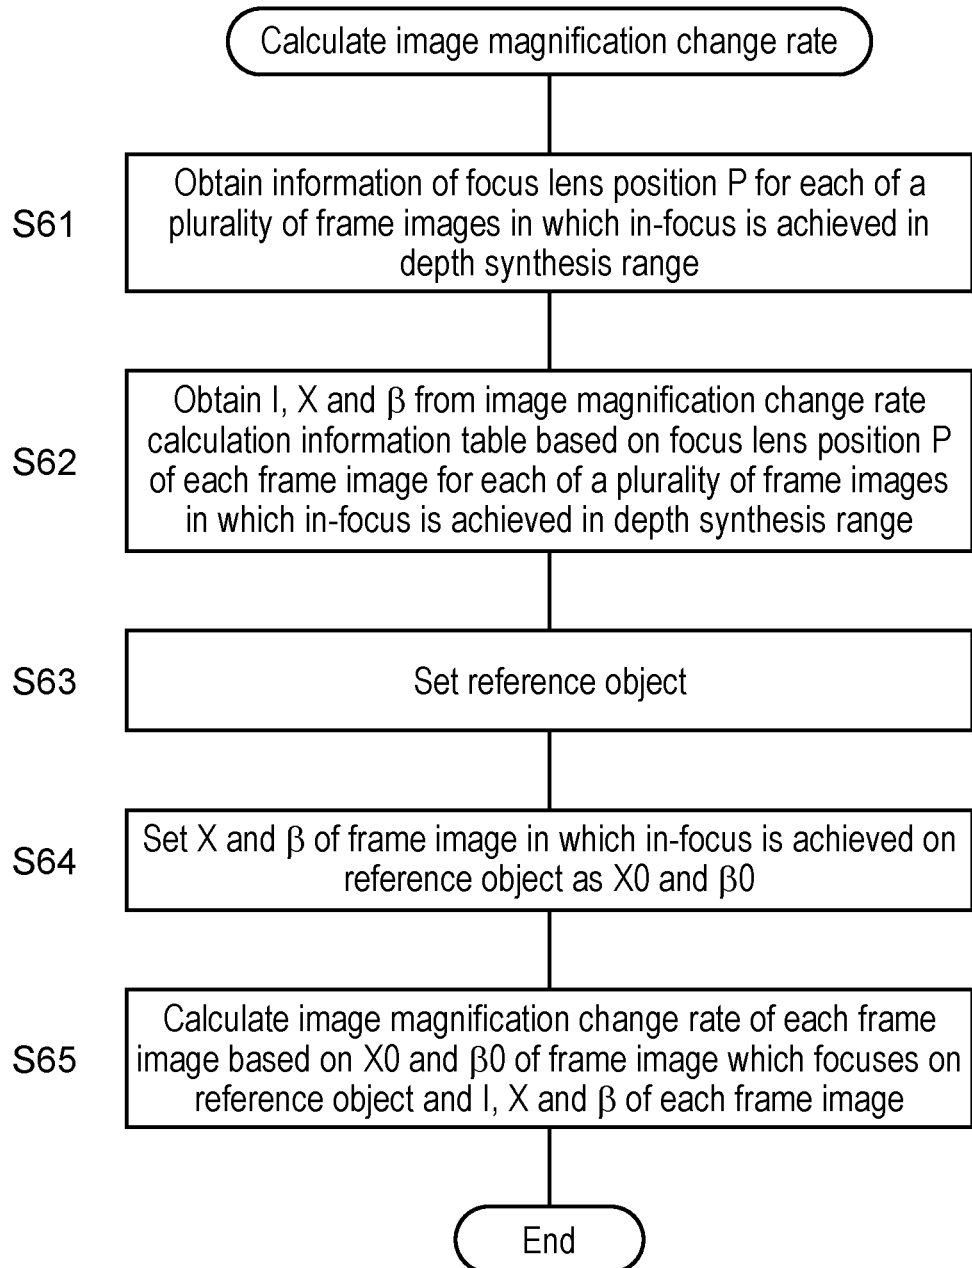 Calculate image magnification change rate
S61
Obtain information of focus lens position P for each of a
plurality of frame images in which in-focus is achieved in
depth synthesis range
S62
Obtain I, X and β from image magnification change rate
calculation information table based on focus lens position P
of each frame image for each of a plurality of frame images
in which in-focus is achieved in depth synthesis range
S63
Set reference object
S64
Set X and β of frame image in which in-focus is achieved on
reference object as X0 and β0
S65
Calculate image magnification change rate of each frame
image based on X0 and β0 of frame image which focuses on
reference object and I, X and β of each frame image
End